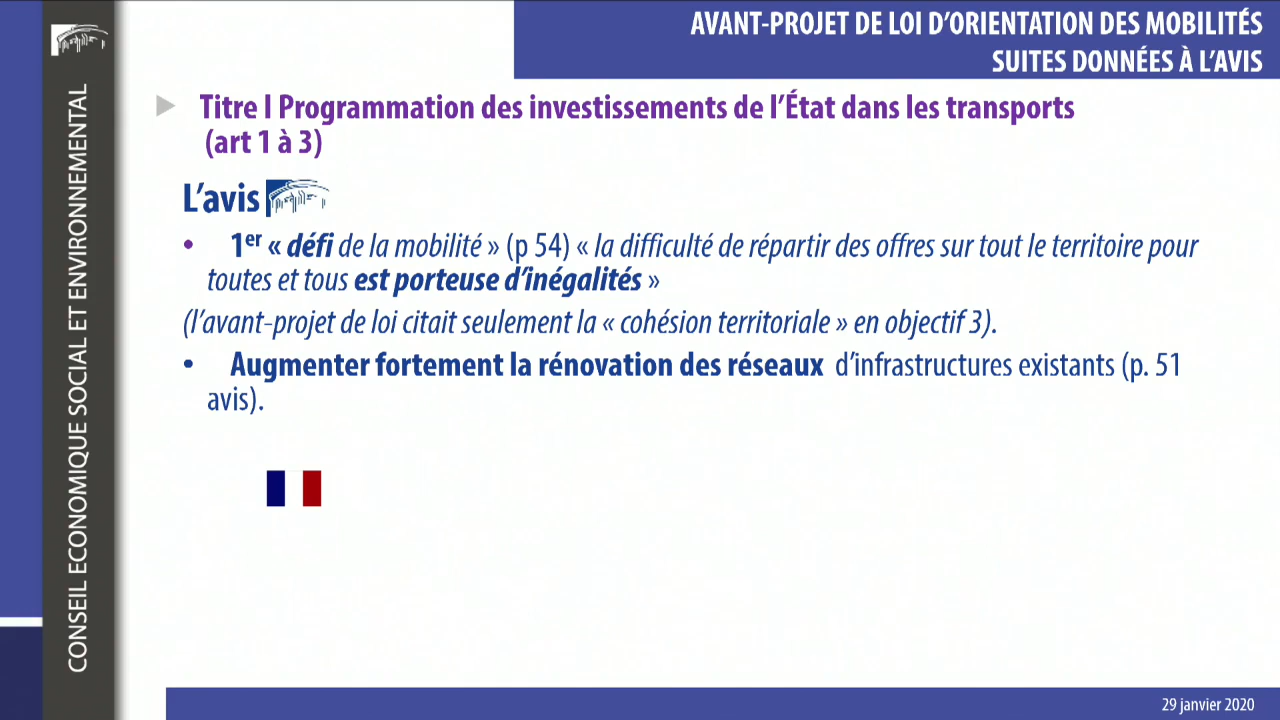 AVANT-PROJET DE LOI D’ORIENTATION DES MOBILITÉS
SUITES DONNÉES À L’AVIS
CONSEIL ECONOMIQUE SOCIAL ET ENVIRONNEMENTAL
Titre I Programmation des investissements de l’État dans les transports
(art 1 à 3)
L’avis
• 1er « défi de la mobilité » (p 54) « la difficulté de répartir des offres sur tout le territoire pour
toutes et tous est porteuse d’inégalités »
(l’avant-projet de loi citait seulement la « cohésion territoriale » en objectif 3).
• Augmenter fortement la rénovation des réseaux d’infrastructures existants (p. 51
avis).
29 janvier 2020